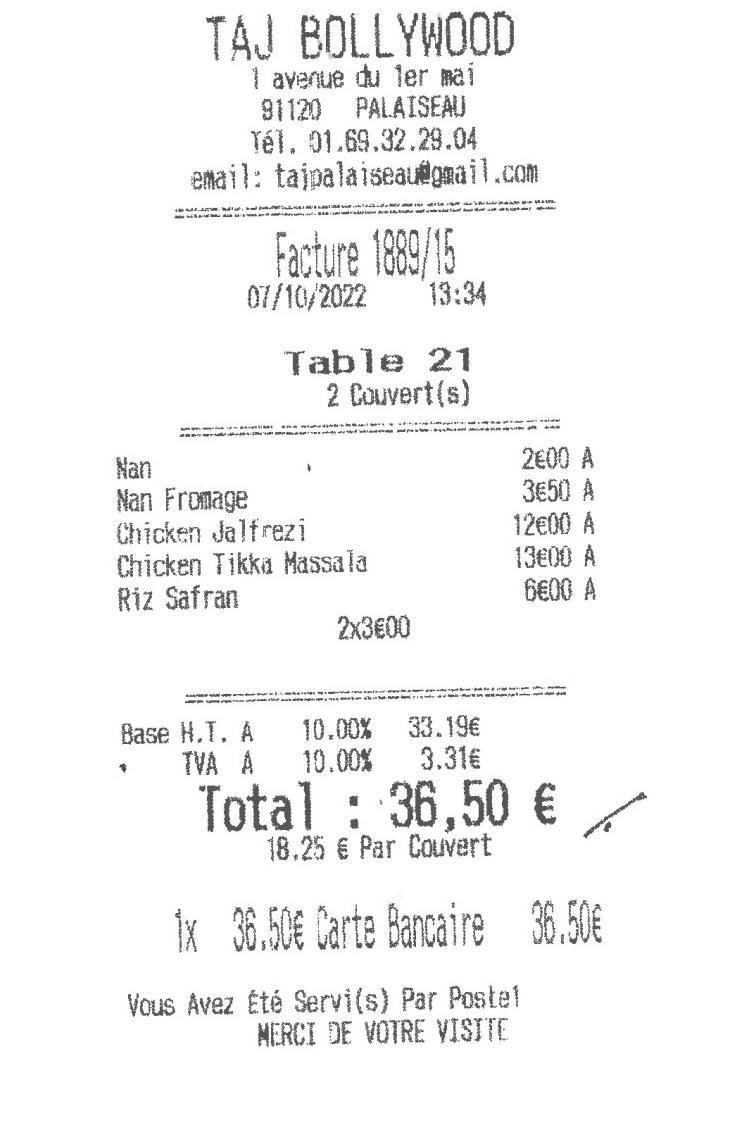 TAJ BOLLYWOOD
1 avenue du 1er mai
91120 PALAISEAU
Tél. 01.69.32.29.04
email: tajpalaiseau@gmail.com
Facture 1889/15
07/10/2022 13:34
Table 21
2 Couvert(s)
Nan 2€00 A
Nan Fromage 3€50 A
Chicken Jalfrezi 12€00 A
Chicken Tikka Massala 13€00 A
Riz Safran 6€00 A
2x3€00
Base H.T. A 10.00% 33.19€
TVA A 10.00% 3.31€
Total : 36,50 €
18.25 € Par Couvert
1x 36.50€ Carte Bancaire 36.50€
Vous Avez Été Servi(s) Par Poste1
MERCI DE VOTRE VISITE